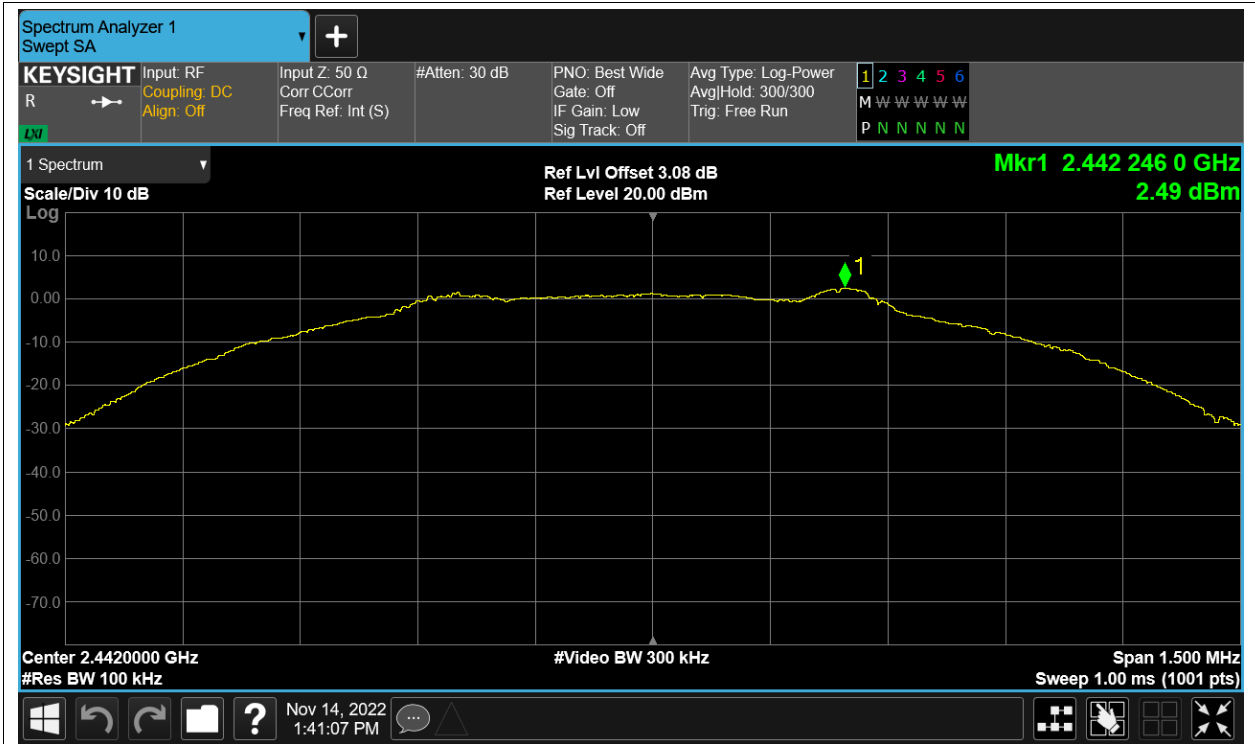 Spectrum Analyzer 1
Swept SA
KEYSIGHT
R
LXI
Input: RF
Coupling: DC
Align: Off
Input Z: 50 Ω
Corr CCorr
Freq Ref: Int (S)
#Atten: 30 dB
PNO: Best Wide
Gate: Off
IF Gain: Low
Sig Track: Off
Avg Type: Log-Power
Avg|Hold: 300/300
Trig: Free Run
1 2 3 4 5 6
M W W W W W
P N N N N N
1 Spectrum
Scale/Div 10 dB
Log
Ref Lvl Offset 3.08 dB
Ref Level 20.00 dBm
Mkr1 2.442 246 0 GHz
2.49 dBm
1
10.0
0.00
-10.0
-20.0
-30.0
-40.0
-50.0
-60.0
-70.0
Center 2.4420000 GHz
#Res BW 100 kHz
#Video BW 300 kHz
Span 1.500 MHz
Sweep 1.00 ms (1001 pts)
?
Nov 14, 2022
1:41:07 PM